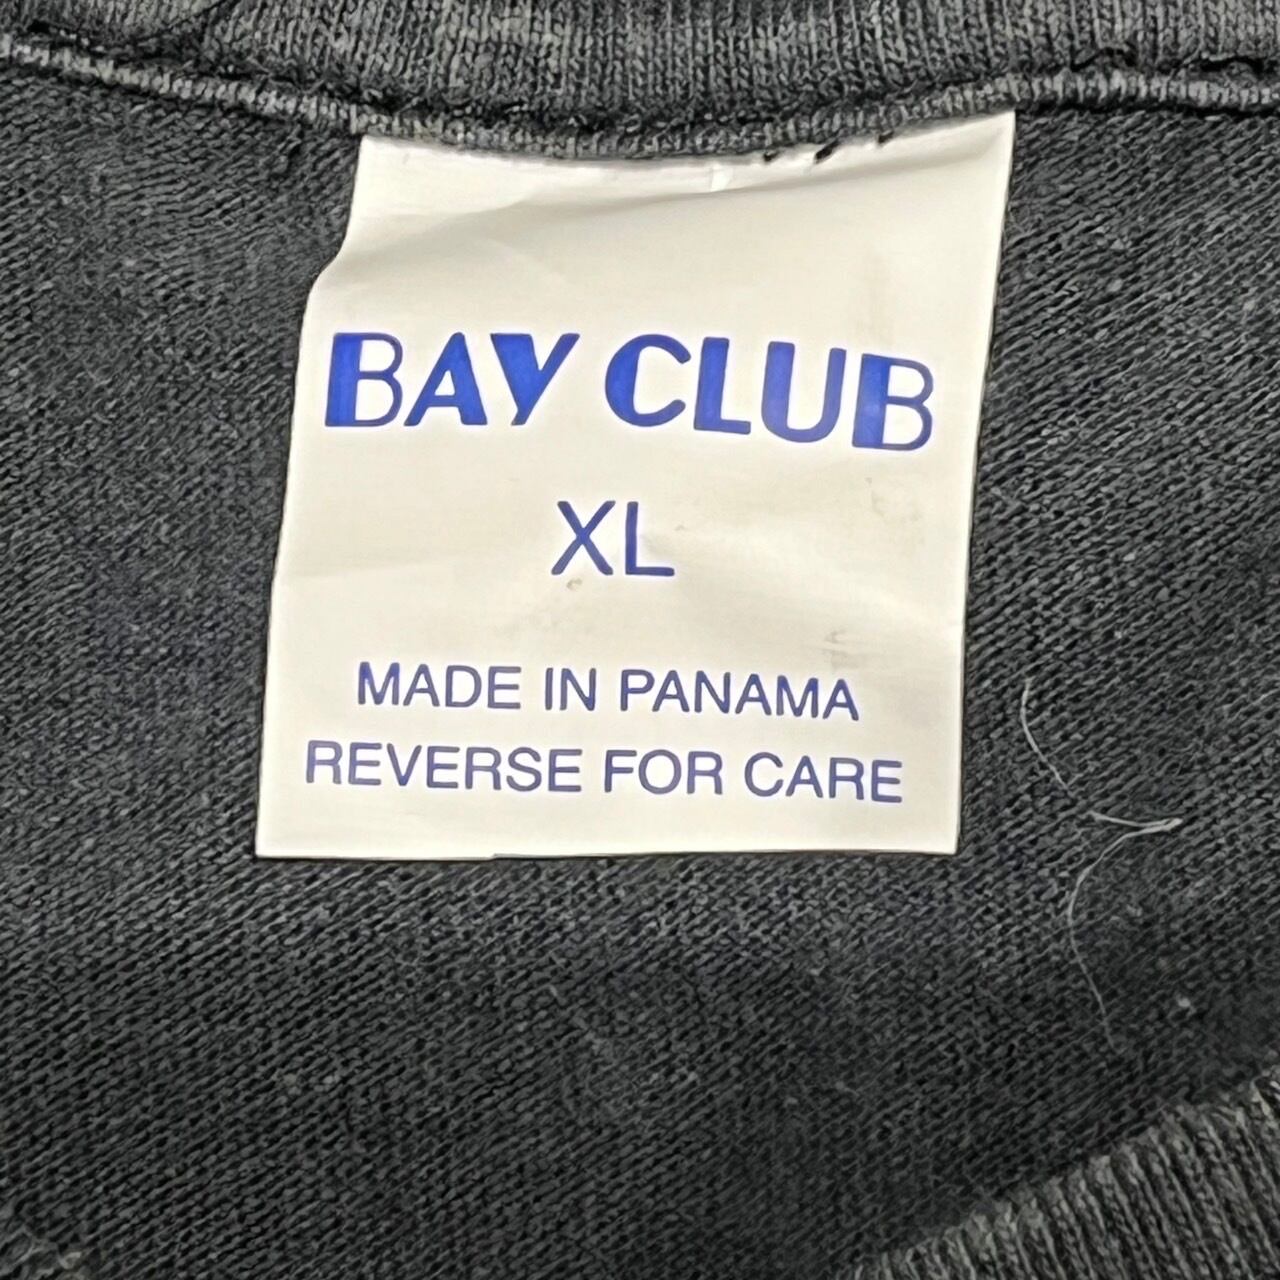 BAY CLUB
XL
MADE IN PANAMA
REVERSE FOR CARE